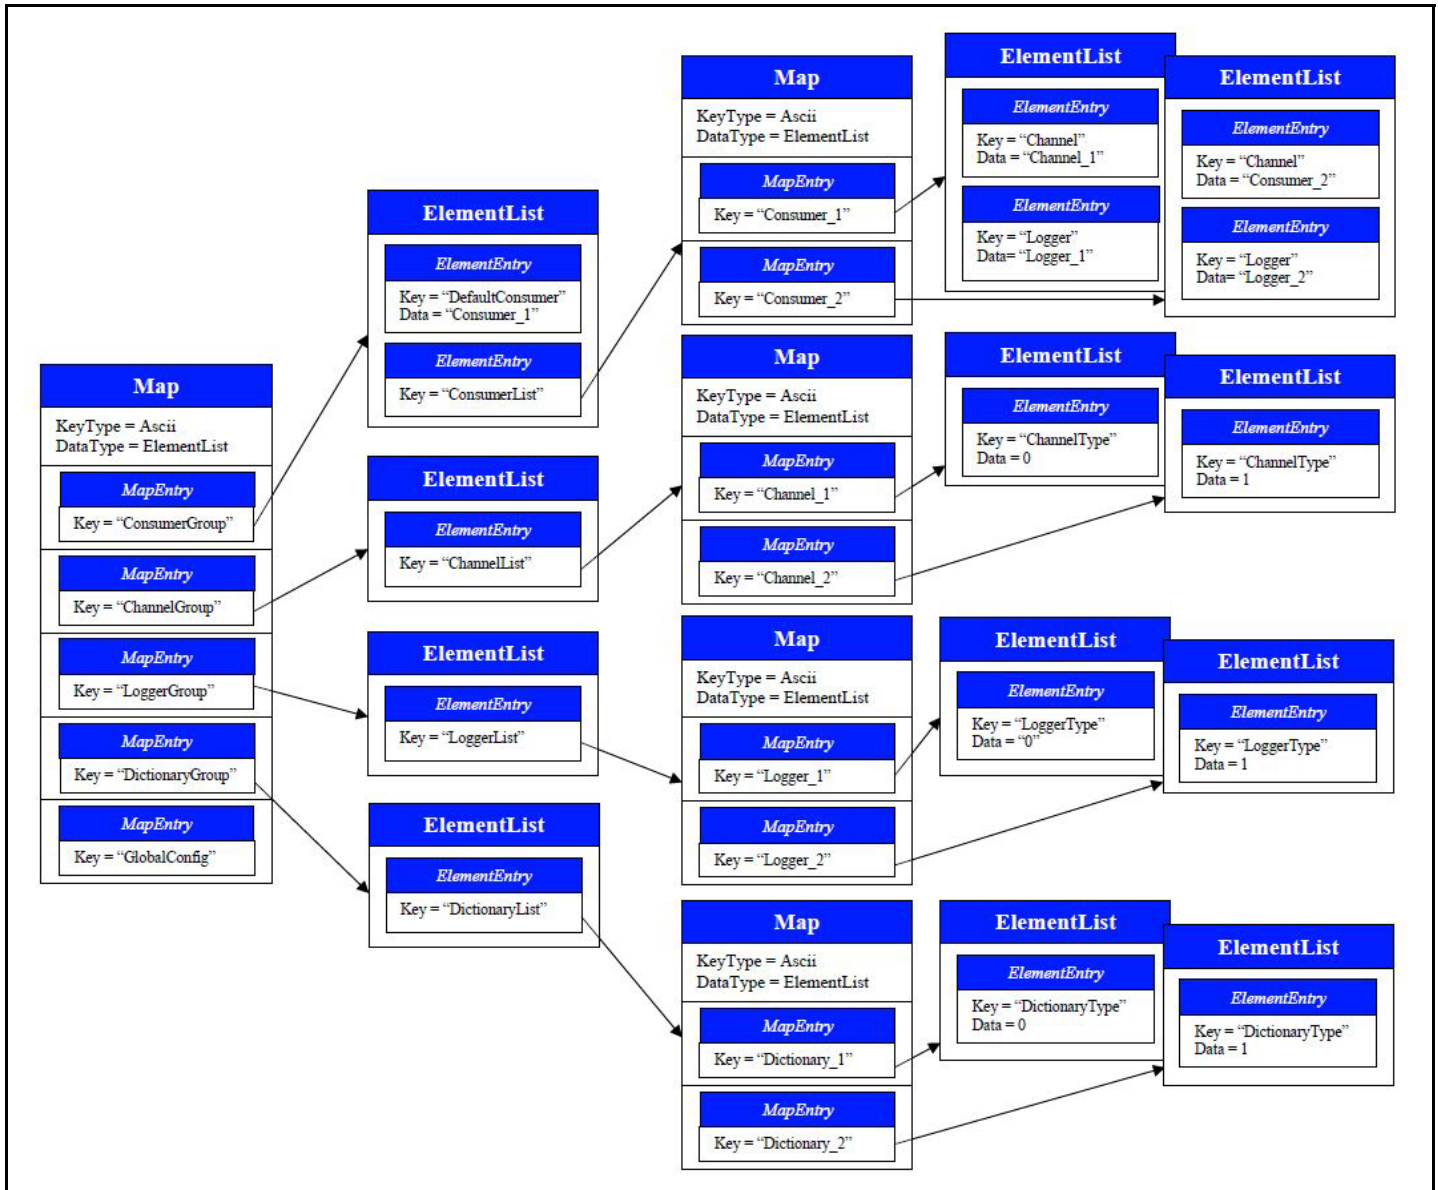 Map
KeyType = Ascii
DataType = ElementList
MapEntry
Key = “ConsumerGroup”
MapEntry
Key = “ChannelGroup”
MapEntry
Key = “LoggerGroup”
MapEntry
Key = “DictionaryGroup”
MapEntry
Key = “GlobalConfig”
ElementList
ElementEntry
Key = “DefaultConsumer”
Data = “Consumer_1”
ElementEntry
Key = “ConsumerList”
ElementList
ElementEntry
Key = “ChannelList”
ElementList
ElementEntry
Key = “LoggerList”
ElementList
ElementEntry
Key = “DictionaryList”
Map
KeyType = Ascii
DataType = ElementList
MapEntry
Key = “Consumer_1”
MapEntry
Key = “Consumer_2”
ElementList
ElementEntry
Key = “Channel”
Data = “Channel_1”
ElementEntry
Key = “Logger”
Data= “Logger_1”
ElementList
ElementEntry
Key = “Channel”
Data = “Consumer_2”
ElementEntry
Key = “Logger”
Data= “Logger_2”
Map
KeyType = Ascii
DataType = ElementList
MapEntry
Key = “Channel_1”
MapEntry
Key = “Channel_2”
ElementList
ElementEntry
Key = “ChannelType”
Data = 0
ElementList
ElementEntry
Key = “ChannelType”
Data = 1
Map
KeyType = Ascii
DataType = ElementList
MapEntry
Key = “Logger_1”
MapEntry
Key = “Logger_2”
ElementList
ElementEntry
Key = “LoggerType”
Data = “0”
ElementList
ElementEntry
Key = “LoggerType”
Data = 1
Map
KeyType = Ascii
DataType = ElementList
MapEntry
Key = “Dictionary_1”
MapEntry
Key = “Dictionary_2”
ElementList
ElementEntry
Key = “DictionaryType”
Data = 0
ElementList
ElementEntry
Key = “DictionaryType”
Data = 1